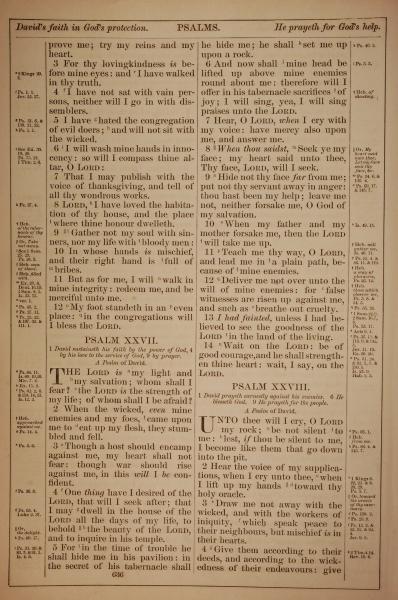 David's faith in God's protection. PSALMS. He prayeth for God's help.
prove me; try my reins and my
heart.
3 For thy lovingkindness is be-
fore mine eyes: and I have walked
in thy truth.
4 I have not sat with vain per-
sons, neither will I go in with dis-
semblers.
5 I have hated the congregation
of evil doers; and will not sit with
the wicked.
6 I will wash mine hands in inno-
cency: so will I compass thine al-
tar, O LORD:
7 That I may publish with the
voice of thanksgiving, and tell of
all thy wondrous works.
8 LORD, I have loved the habita-
tion of thy house, and the place
where thine honour dwelleth.
9 Gather not my soul with sin-
ners, nor my life with bloody men:
10 In whose hands is mischief,
and their right hand is full of
bribes.
11 But as for me, I will walk in
mine integrity: redeem me, and be
merciful unto me.
12 My foot standeth in an even
place: in the congregations will
I bless the LORD.
PSALM XXVII.
1 David sustaineth his faith by the power of God, 4
by his love to the service of God, 9 by prayer.
A Psalm of David.
THE LORD is my light and
my salvation; whom shall I
fear? the LORD is the strength of
my life; of whom shall I be afraid?
2 When the wicked, even mine
enemies and my foes, came upon
me to eat up my flesh, they stum-
bled and fell.
3 Though a host should encamp
against me, my heart shall not
fear: though war should rise
against me, in this will I be con-
fident.
4 One thing have I desired of the
LORD, that will I seek after; that
I may dwell in the house of the
LORD all the days of my life, to
behold the beauty of the LORD,
and to inquire in his temple.
5 For in the time of trouble he
shall hide me in his pavilion: in
the secret of his tabernacle shall
636
he hide me; he shall set me up
upon a rock.
6 And now shall mine head be
lifted up above mine enemies
round about me: therefore will I
offer in his tabernacle sacrifices of
joy; I will sing, yea, I will sing
praises unto the LORD.
7 Hear, O LORD, when I cry with
my voice: have mercy also upon
me, and answer me.
8 When thou saidst, Seek ye my
face; my heart said unto thee,
Thy face, LORD, will I seek.
9 Hide not thy face far from me;
put not thy servant away in anger:
thou hast been my help; leave me
not, neither forsake me, O God of
my salvation.
10 When my father and my
mother forsake me, then the LORD
will take me up.
11 Teach me thy way, O LORD,
and lead me in a plain path, be-
cause of mine enemies.
12 Deliver me not over unto the
will of mine enemies: for false
witnesses are risen up against me,
and such as breathe out cruelty.
13 I had fainted, unless I had be-
lieved to see the goodness of the
LORD in the land of the living.
14 Wait on the LORD: be of
good courage, and he shall strength-
en thine heart: wait, I say, on the
LORD.
PSALM XXVIII.
1 David prayeth earnestly against his enemies. 6 He
blesseth God. 9 He prayeth for the people.
A Psalm of David.
UNTO thee will I cry, O LORD
my rock; be not silent to
me: lest, if thou be silent to me,
I become like them that go down
into the pit.
2 Hear the voice of my supplica-
tions, when I cry unto thee, when
I lift up my hands toward thy
holy oracle.
3 Draw me not away with the
wicked, and with the workers of
iniquity, which speak peace to
their neighbours, but mischief is in
their hearts.
4 Give them according to their
deeds, and according to the wick-
edness of their endeavours: give